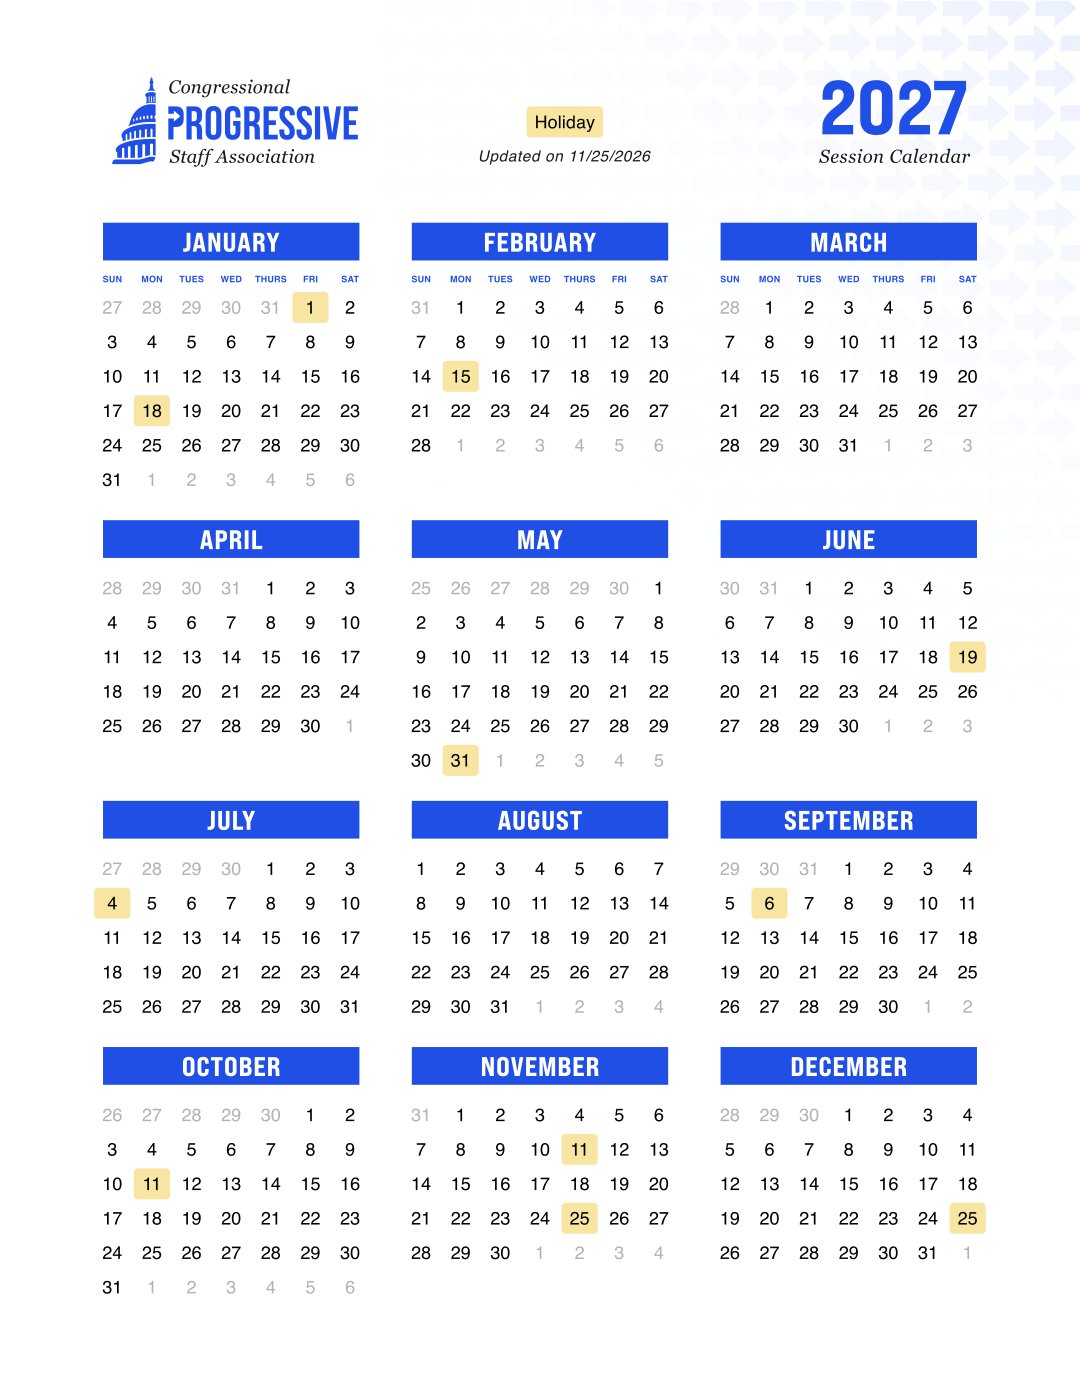 Congressional
PROGRESSIVE
Staff Association
Holiday
Updated on 11/25/2026
2027
Session Calendar
JANUARY
SUN MON TUES WED THURS FRI SAT
27 28 29 30 31 1 2
3 4 5 6 7 8 9
10 11 12 13 14 15 16
17 18 19 20 21 22 23
24 25 26 27 28 29 30
31 1 2 3 4 5 6
FEBRUARY
SUN MON TUES WED THURS FRI SAT
31 1 2 3 4 5 6
7 8 9 10 11 12 13
14 15 16 17 18 19 20
21 22 23 24 25 26 27
28 1 2 3 4 5 6
MARCH
SUN MON TUES WED THURS FRI SAT
28 1 2 3 4 5 6
7 8 9 10 11 12 13
14 15 16 17 18 19 20
21 22 23 24 25 26 27
28 29 30 31 1 2 3
APRIL
28 29 30 31 1 2 3
4 5 6 7 8 9 10
11 12 13 14 15 16 17
18 19 20 21 22 23 24
25 26 27 28 29 30 1
MAY
25 26 27 28 29 30 1
2 3 4 5 6 7 8
9 10 11 12 13 14 15
16 17 18 19 20 21 22
23 24 25 26 27 28 29
30 31 1 2 3 4 5
JUNE
30 31 1 2 3 4 5
6 7 8 9 10 11 12
13 14 15 16 17 18 19
20 21 22 23 24 25 26
27 28 29 30 1 2 3
JULY
27 28 29 30 1 2 3
4 5 6 7 8 9 10
11 12 13 14 15 16 17
18 19 20 21 22 23 24
25 26 27 28 29 30 31
AUGUST
1 2 3 4 5 6 7
8 9 10 11 12 13 14
15 16 17 18 19 20 21
22 23 24 25 26 27 28
29 30 31 1 2 3 4
SEPTEMBER
29 30 31 1 2 3 4
5 6 7 8 9 10 11
12 13 14 15 16 17 18
19 20 21 22 23 24 25
26 27 28 29 30 1 2
OCTOBER
26 27 28 29 30 1 2
3 4 5 6 7 8 9
10 11 12 13 14 15 16
17 18 19 20 21 22 23
24 25 26 27 28 29 30
31 1 2 3 4 5 6
NOVEMBER
31 1 2 3 4 5 6
7 8 9 10 11 12 13
14 15 16 17 18 19 20
21 22 23 24 25 26 27
28 29 30 1 2 3 4
DECEMBER
28 29 30 1 2 3 4
5 6 7 8 9 10 11
12 13 14 15 16 17 18
19 20 21 22 23 24 25
26 27 28 29 30 31 1